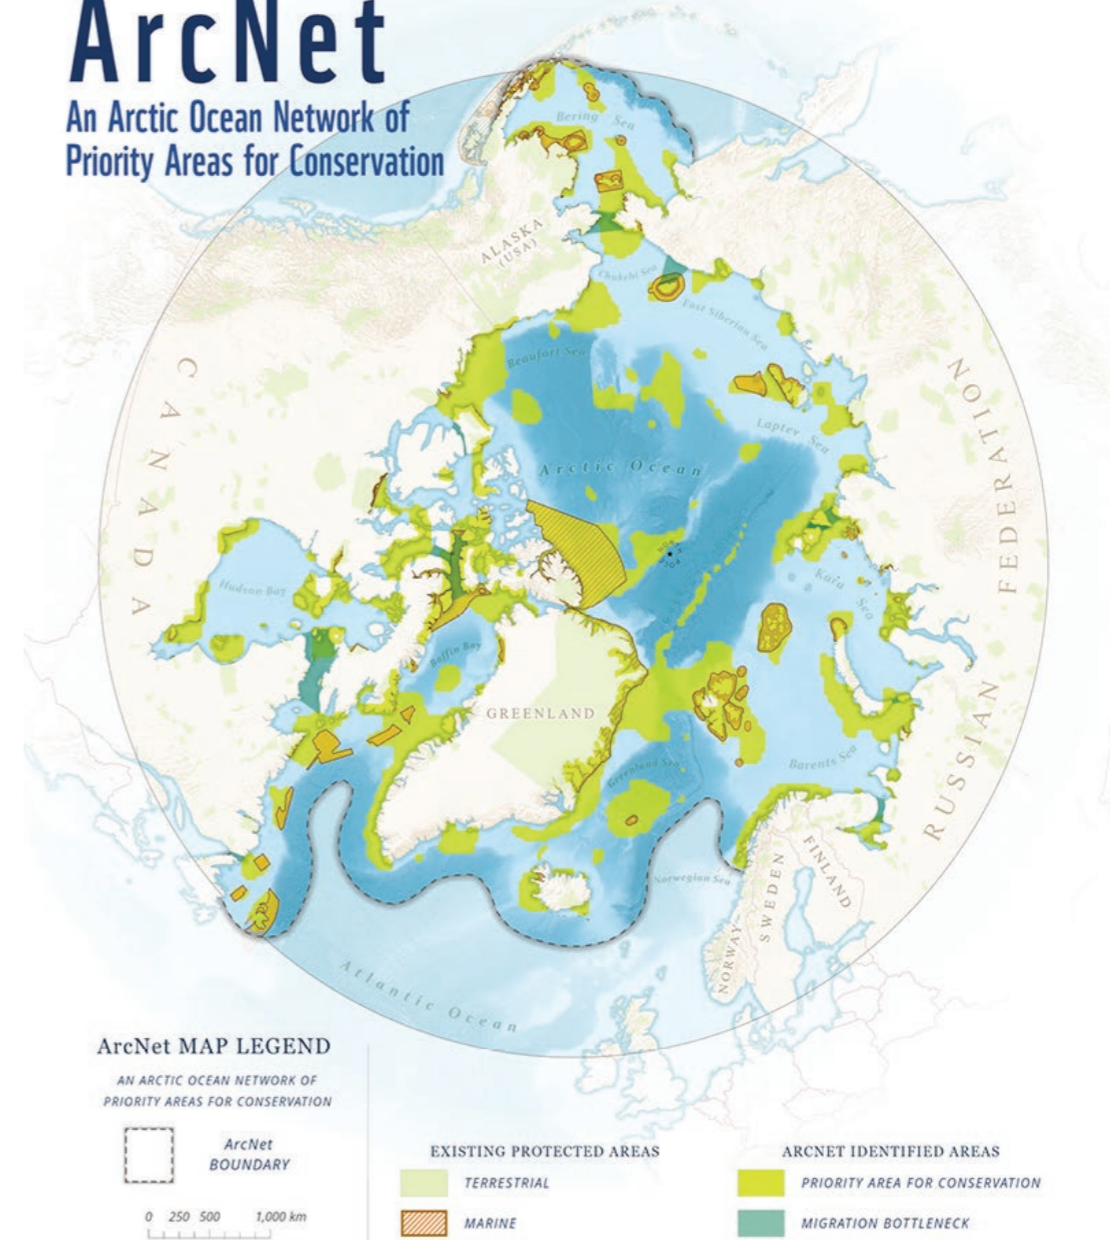 ArcNet
An Arctic Ocean Network of
Priority Areas for Conservation
Bering Sea
ALASKA
(USA)
Chukchi Sea
East Siberian Sea
Beaufort Sea
Laptev Sea
Arctic Ocean
CANADA
RUSSIAN FEDERATION
Hudson Bay
Kara Sea
Baffin Bay
GREENLAND
Greenland Sea
Barents Sea
Norwegian Sea
NORWAY
SWEDEN
FINLAND
Atlantic Ocean
ArcNet MAP LEGEND
AN ARCTIC OCEAN NETWORK OF
PRIORITY AREAS FOR CONSERVATION
ArcNet
BOUNDARY
0 250 500 1,000 km
EXISTING PROTECTED AREAS
TERRESTRIAL
MARINE
ARCNET IDENTIFIED AREAS
PRIORITY AREA FOR CONSERVATION
MIGRATION BOTTLENECK